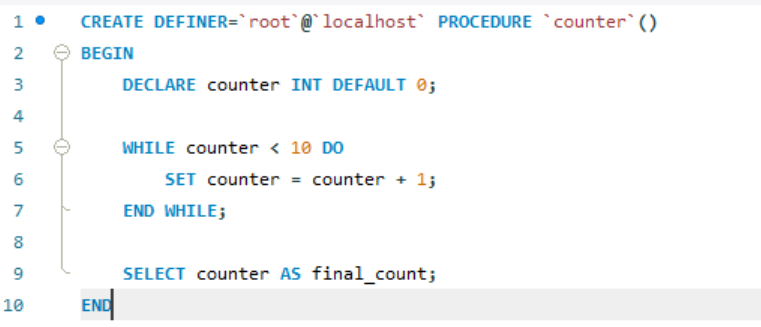 1 CREATE DEFINER=`root`@`localhost` PROCEDURE `counter`()
2 BEGIN
3 DECLARE counter INT DEFAULT 0;
4
5 WHILE counter < 10 DO
6 SET counter = counter + 1;
7 END WHILE;
8
9 SELECT counter AS final_count;
10 END